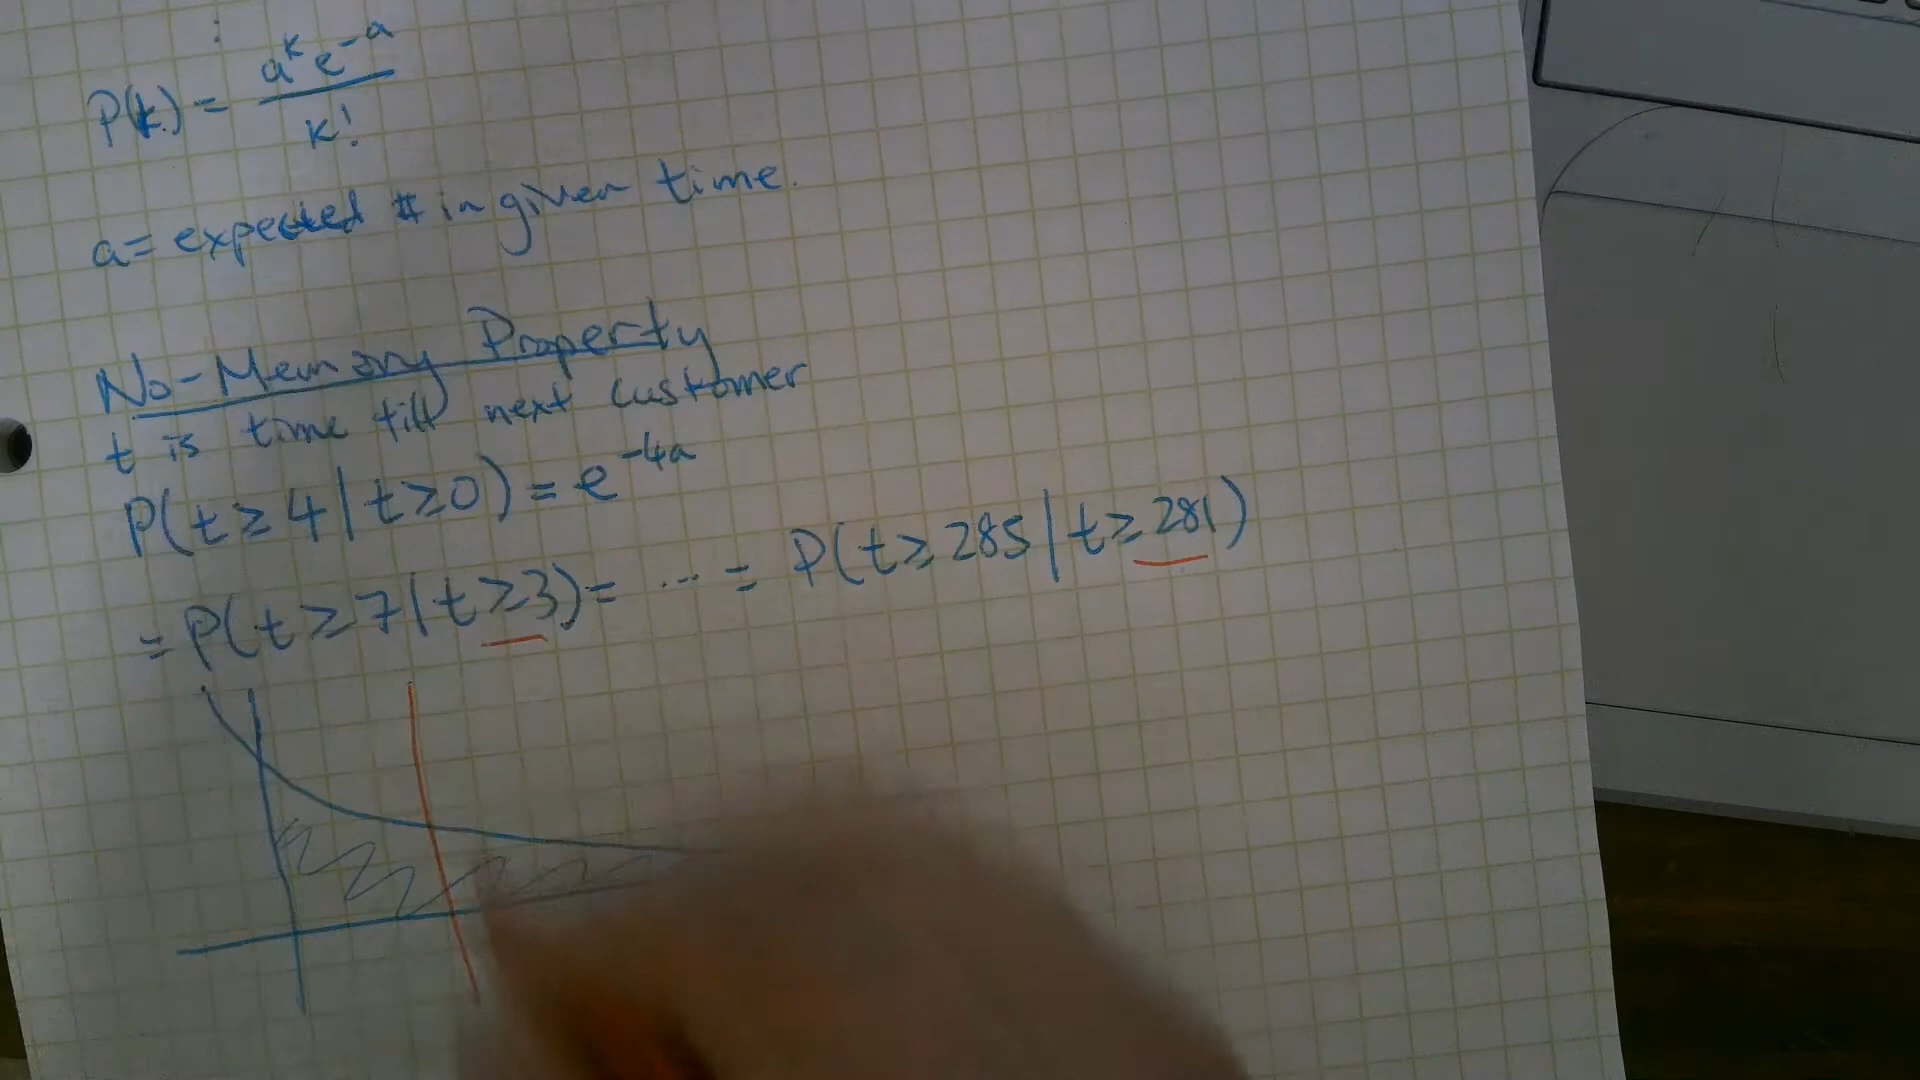 P(k) = a^k e^-a / k!
a = expected # in given time.
No-Memory Property
t is time till next customer
P(t ≥ 4 | t ≥ 0) = e^-4a
= P(t ≥ 7 | t ≥ 3) = ... = P(t ≥ 285 | t ≥ 281)